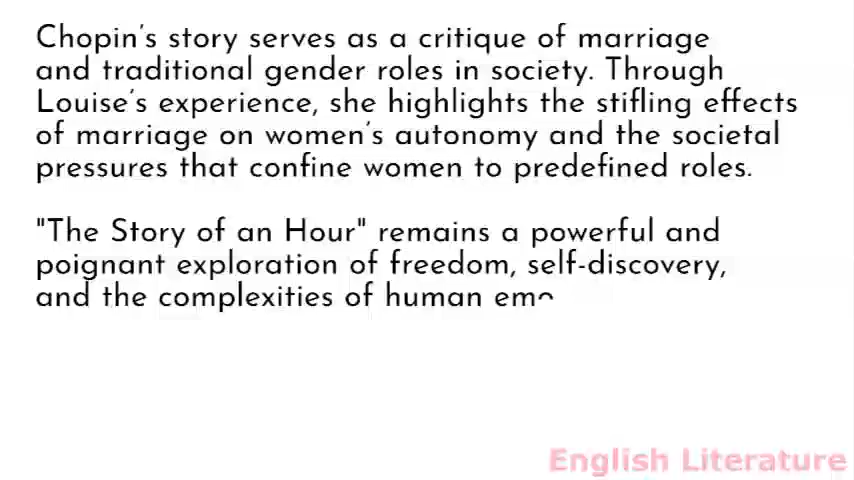 Chopin’s story serves as a critique of marriage
and traditional gender roles in society. Through
Louise’s experience, she highlights the stifling effects
of marriage on women’s autonomy and the societal
pressures that confine women to predefined roles.
"The Story of an Hour" remains a powerful and
poignant exploration of freedom, self-discovery,
and the complexities of human em
English Literature